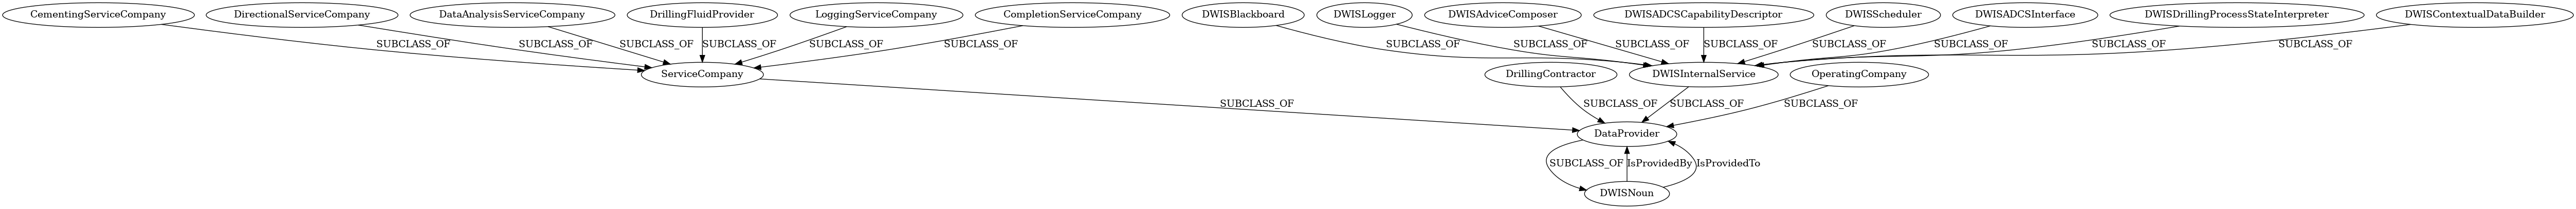 CementingServiceCompany
DirectionalServiceCompany
DataAnalysisServiceCompany
DrillingFluidProvider
LoggingServiceCompany
CompletionServiceCompany
DWISBlackboard
DWISLogger
DWISAdviceComposer
DWISADCSCapabilityDescriptor
DWISScheduler
DWISADCSInterface
DWISDrillingProcessStateInterpreter
DWISContextualDataBuilder
SUBCLASS_OF
SUBCLASS_OF
SUBCLASS_OF
SUBCLASS_OF
SUBCLASS_OF
SUBCLASS_OF
SUBCLASS_OF
SUBCLASS_OF
SUBCLASS_OF
SUBCLASS_OF
SUBCLASS_OF
SUBCLASS_OF
SUBCLASS_OF
SUBCLASS_OF
ServiceCompany
DrillingContractor
DWISInternalService
OperatingCompany
SUBCLASS_OF
SUBCLASS_OF
SUBCLASS_OF
SUBCLASS_OF
DataProvider
SUBCLASS_OF
IsProvidedBy
IsProvidedTo
DWISNoun